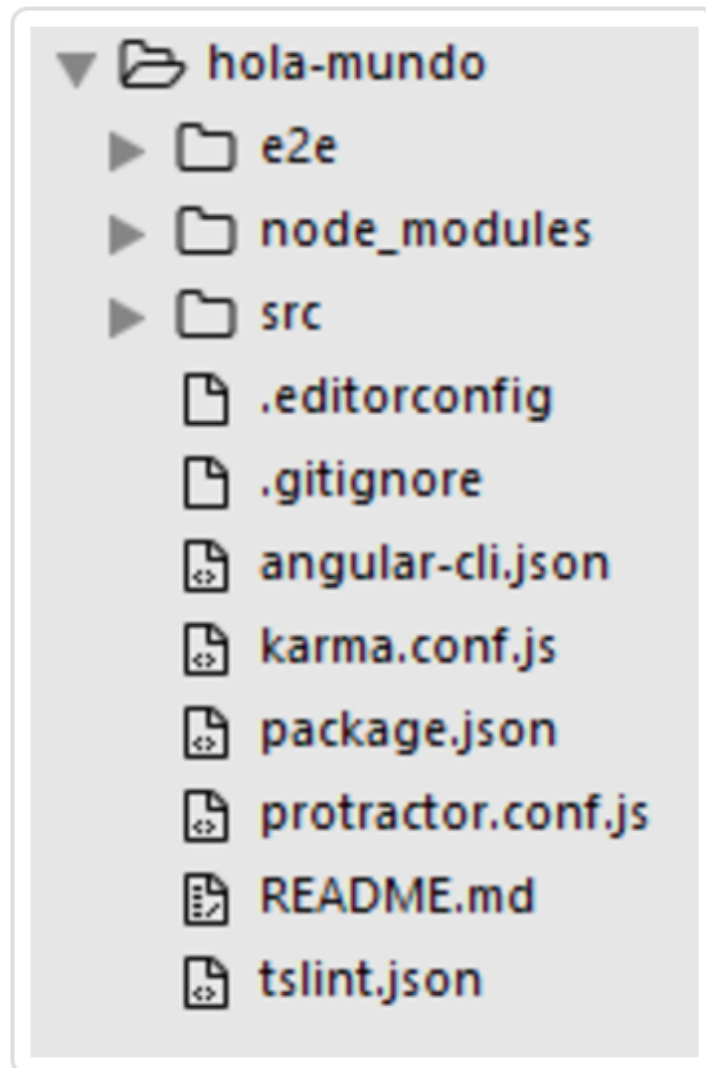 hola-mundo
e2e
node_modules
src
.editorconfig
.gitignore
angular-cli.json
karma.conf.js
package.json
protractor.conf.js
README.md
tslint.json